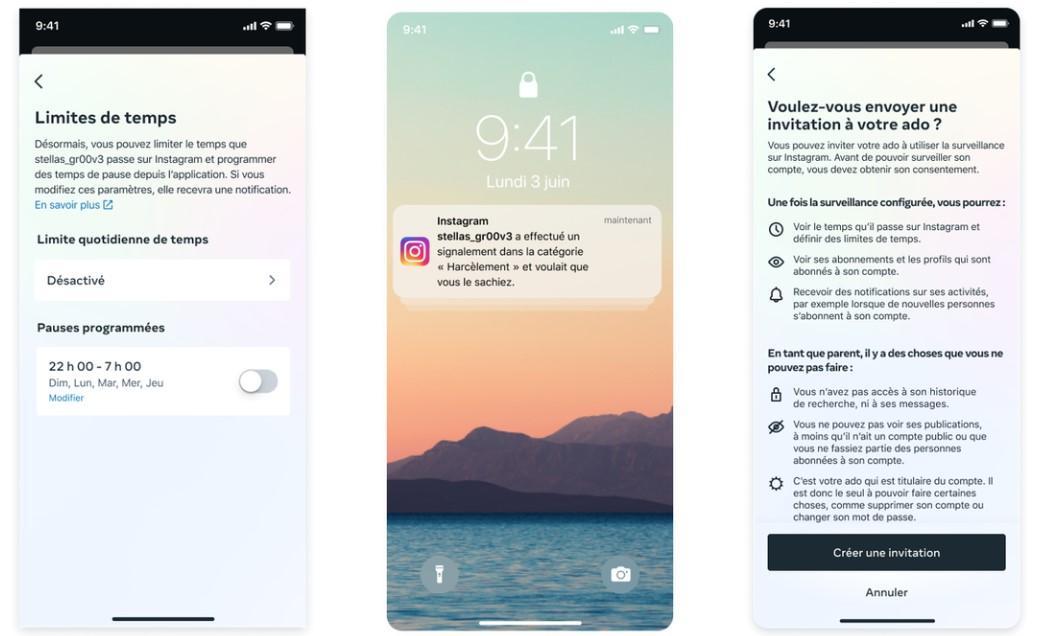 9:41
Limites de temps
Désormais, vous pouvez limiter le temps que
stellas_gr00v3 passe sur Instagram et programmer
des temps de pause depuis l'application. Si vous
modifiez ces paramètres, elle recevra une notification.
En savoir plus
Limite quotidienne de temps
Désactivé
Pauses programmées
22 h 00 - 7 h 00
Dim, Lun, Mar, Mer, Jeu
Modifier
9:41
9:41
Lundi 3 juin
Instagram
maintenant
stellas_gr00v3 a effectué un
signalement dans la catégorie
« Harcèlement » et voulait que
vous le sachiez.
9:41
Voulez-vous envoyer une
invitation à votre ado ?
Vous pouvez inviter votre ado à utiliser la surveillance
sur Instagram. Avant de pouvoir surveiller son
compte, vous devez obtenir son consentement.
Une fois la surveillance configurée, vous pourrez :
Voir le temps qu'il passe sur Instagram et
définir des limites de temps.
Voir ses abonnements et les profils qui sont
abonnés à son compte.
Recevoir des notifications sur ses activités,
par exemple lorsque de nouvelles personnes
s'abonnent à son compte.
En tant que parent, il y a des choses que vous ne
pouvez pas faire :
Vous n'avez pas accès à son historique
de recherche, ni à ses messages.
Vous ne pouvez pas voir ses publications,
à moins qu'il n'ait un compte public ou que
vous ne fassiez partie des personnes
abonnées à son compte.
C'est votre ado qui est titulaire du compte. Il
est donc le seul à pouvoir faire certaines
choses, comme supprimer son compte ou
changer son mot de passe.
Créer une invitation
Annuler